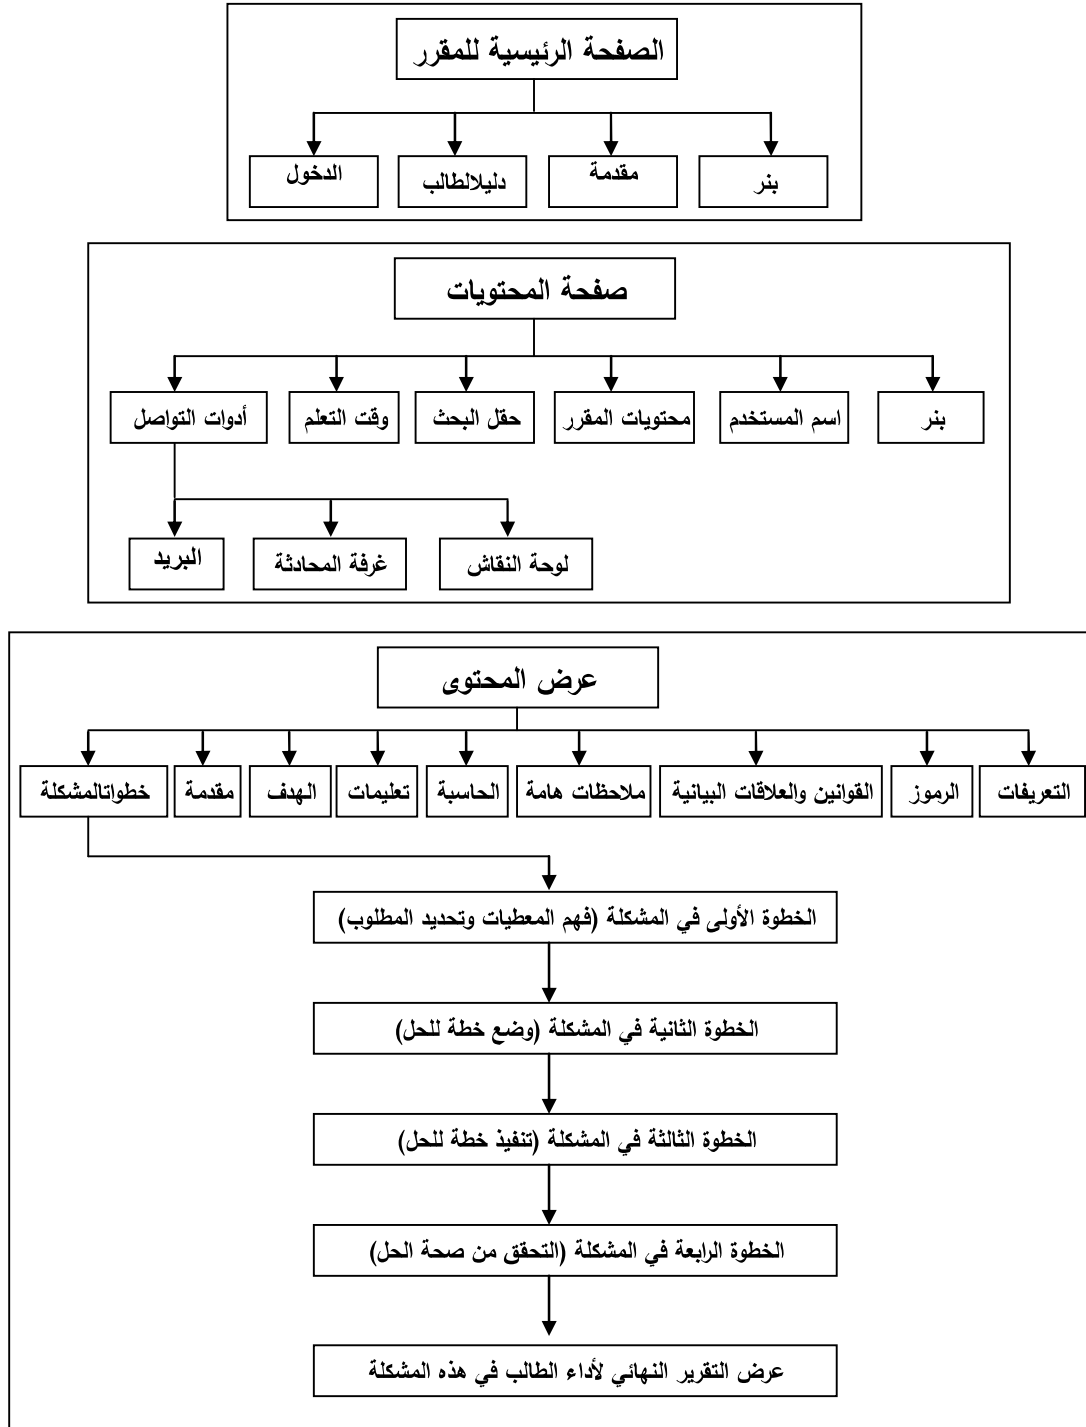 الصفحة الرئيسية للمقرر
بنر
مقدمة
دليلالطالب
الدخول
صفحة المحتويات
بنر
اسم المستخدم
محتويات المقرر
حقل البحث
وقت التعلم
أدوات التواصل
لوحة النقاش
غرفة المحادثة
البريد
عرض المحتوى
التعريفات
الرموز
القوانين والعلاقات البيانية
ملاحظات هامة
الحاسبة
تعليمات
الهدف
مقدمة
خطواتالمشكلة
الخطوة الأولى في المشكلة (فهم المعطيات وتحديد المطلوب)
الخطوة الثانية في المشكلة (وضع خطة للحل)
الخطوة الثالثة في المشكلة (تنفيذ خطة للحل)
الخطوة الرابعة في المشكلة (التحقق من صحة الحل)
عرض التقرير النهائي لأداء الطالب في هذه المشكلة